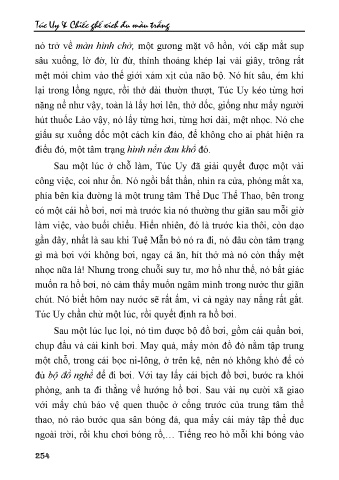 Túc Uy & Chiếc ghế xích đu màu trắng
nó trở về màn hình chờ, một gương mặt vô hồn, với cặp mắt sụp
sâu xuống, lờ đờ, lừ đừ, thỉnh thoảng khép lại vài giây, trông rất
mệt mỏi chìm vào thế giới xám xịt của não bộ. Nó hít sâu, ém khí
lại trong lồng ngực, rồi thở dài thườn thượt, Túc Uy kéo từng hơi
nặng nề như vậy, toàn là lấy hơi lên, thở dốc, giống như mấy người
hút thuốc Lào vậy, nó lấy từng hơi, từng hơi dài, mệt nhọc. Nó che
giấu sự xuống dốc một cách kín đáo, để không cho ai phát hiện ra
điều đó, một tâm trạng hình nền đau khổ đó.
Sau một lúc ở chỗ làm, Túc Uy đã giải quyết được một vài
công việc, coi như ổn. Nó ngồi bất thần, nhìn ra cửa, phóng mắt xa,
phía bên kia đường là một trung tâm Thể Dục Thể Thao, bên trong
có một cái hồ bơi, nơi mà trước kia nó thường thư giãn sau mỗi giờ
làm việc, vào buổi chiều. Hiển nhiên, đó là trước kia thôi, còn dạo
gần đây, nhất là sau khi Tuệ Mẫn bỏ nó ra đi, nó đâu còn tâm trạng
gì mà bơi với không bơi, ngay cả ăn, hít thở mà nó còn thấy mệt
nhọc nữa là! Nhưng trong chuỗi suy tư, mơ hồ như thế, nó bất giác
muốn ra hồ bơi, nó cảm thấy muốn ngâm mình trong nước thư giãn
chút. Nó biết hôm nay nước sẽ rất ấm, vì cả ngày nay nắng rất gắt.
Túc Uy chần chừ một lúc, rồi quyết định ra hồ bơi.
Sau một lúc lục lọi, nó tìm được bộ đồ bơi, gồm cái quần bơi,
chụp đầu và cái kính bơi. May quá, mấy món đồ đó nằm tập trung
một chỗ, trong cái bọc ni-lông, ở trên kệ, nên nó không khó để có
đủ bộ đồ nghề để đi bơi. Với tay lấy cái bịch đồ bơi, bước ra khỏi
phòng, anh ta đi thẳng về hướng hồ bơi. Sau vài nụ cười xã giao
với mấy chú bảo vệ quen thuộc ở cổng trước của trung tâm thể
thao, nó rảo bước qua sân bóng đá, qua mấy cái máy tập thể dục
ngoài trời, rồi khu chơi bóng rổ,… Tiếng reo hò mỗi khi bóng vào
254